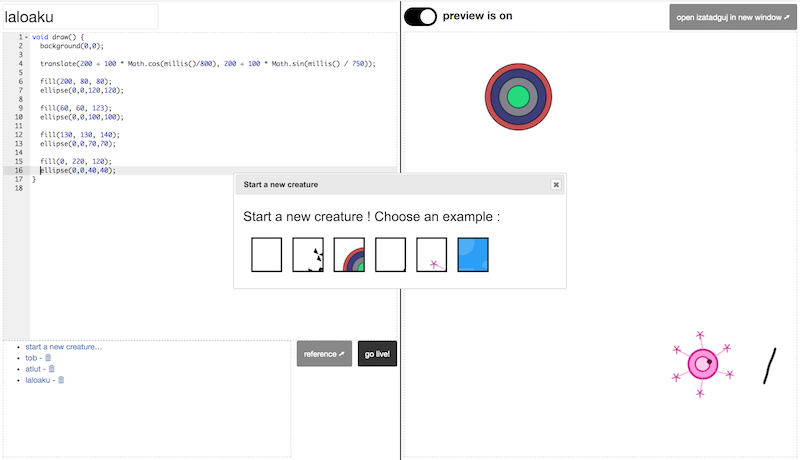 laloaku
preview is on
open izatadguj in new window
1 void draw() {
2 background(0,0);
3
4 translate(200 + 100 * Math.cos(millis()/800), 200 + 100 * Math.sin(millis() / 750));
5
6 fill(200, 80, 80);
7 ellipse(0,0,120,120);
8
9 fill(60, 60, 123);
10 ellipse(0,0,100,100);
11
12 fill(130, 130, 140);
13 ellipse(0,0,70,70);
14
15 fill(0, 220, 120);
16 ellipse(0,0,40,40);
17 }
18
Start a new creature
Start a new creature ! Choose an example :
start a new creature...
tob -
atlut -
laloaku -
reference
go live!